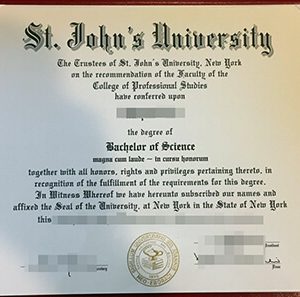 St. John's University
The Trustees of St. John's University, New York
on the recommendation of the Faculty of the
College of Professional Studies
have conferred upon
the degree of
Bachelor of Science
magna cum laude ~ in cursu honorum
together with all honors, rights and privileges pertaining thereto, in
recognition of the fulfillment of the requirements for this degree.
In Witness Whereof we have hereunto subscribed our names and
affixed the Seal of the University, at New York in the State of New York
this
President
Dean